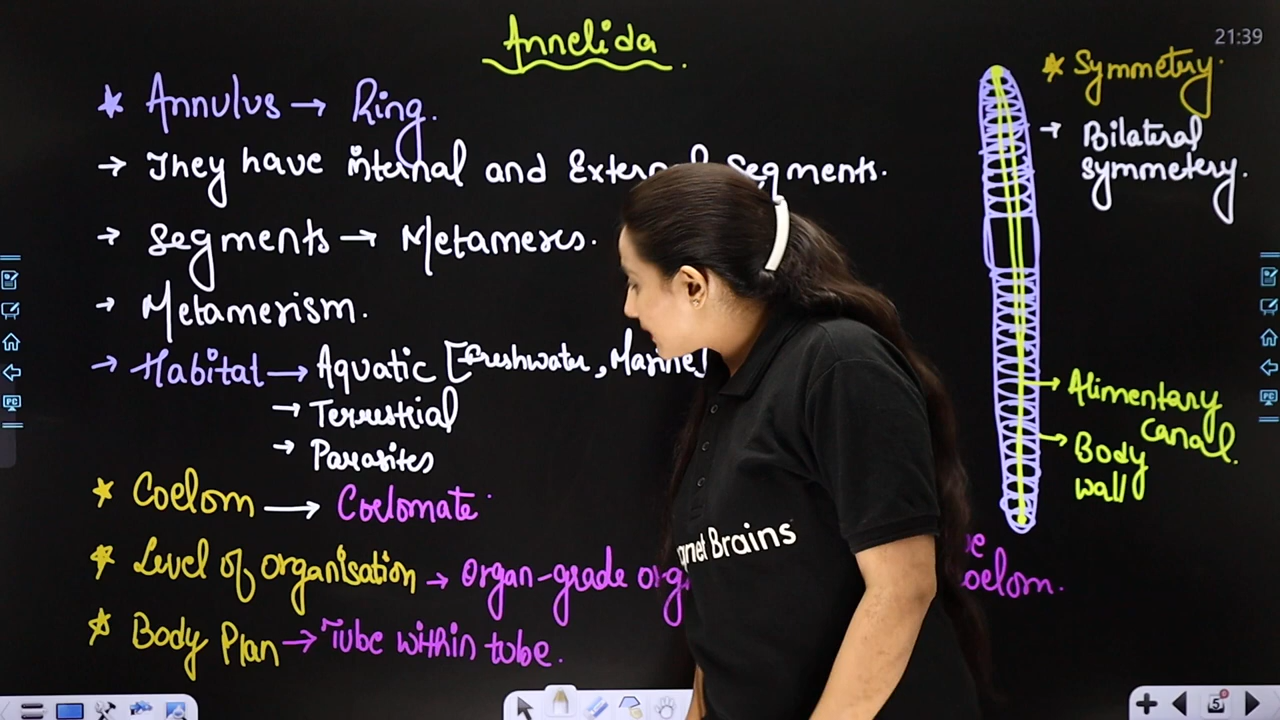 Annelida
21:39
* Symmetry
* Annulus → Ring.
→ Bilateral
symmetery.
→ They have internal and External Segments.
→ Segments → Metameres.
→ Metamerism.
→ Habitat → Aquatic [freshwater, Marine]
→ Terrestrial
→ Parasites
→ Alimentary
canal.
→ Body
wall
* Coelom → Coelomate
* Level of organisation → Organ-grade
coelom.
* Body Plan → Tube within tube.
Brains
5